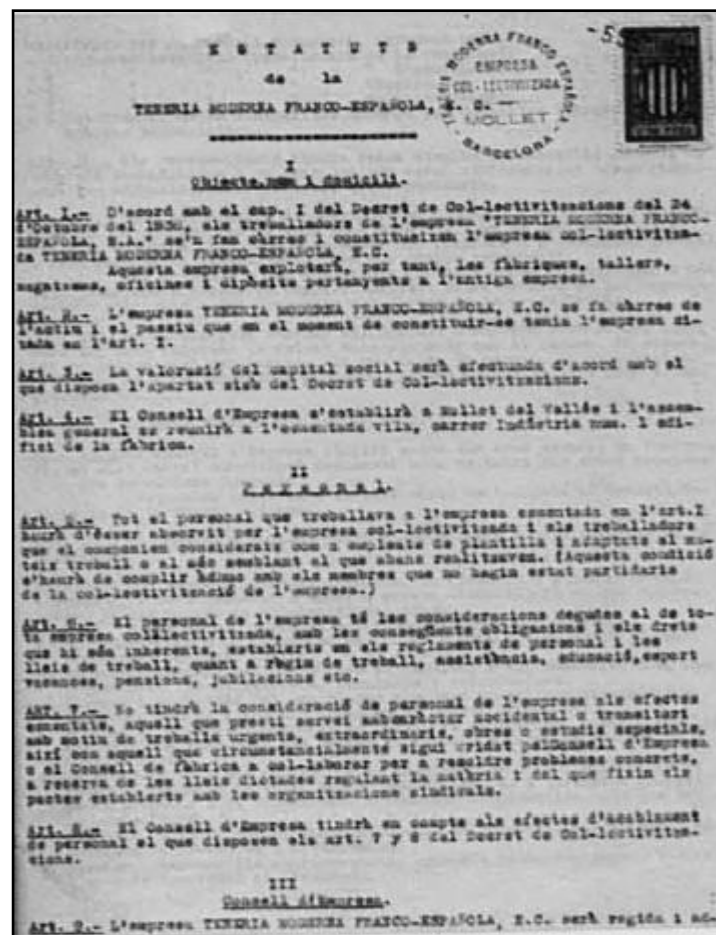 ESTATUTS
de la
TENERIA MODERNA FRANCO-ESPAÑOLA, E. C.
TENERIA MODERNA FRANCO ESPAÑOLA
EMPRESA
COL·LECTIVITZADA
MOLLET
BARCELONA
I
Objecte, nom i domicili.
Art. 1.- D'acord amb el cap. I del Decret de Col-lectivitzacions del 24
d'Octubre del 1936, els treballadors de l'empresa "TENERIA MODERNA FRANCO-
ESPAÑOLA, S.A." se'n fan càrrec i constitueixen l'empresa col-lectivitza-
da TENERIA MODERNA FRANCO-ESPAÑOLA, E.C.
Aquesta empresa explotarà, per tant, les fàbriques, tallers,
magatzems, oficines i dipòsits pertanyents a l'antiga empresa.
Art. 2.- L'empresa TENERIA MODERNA FRANCO-ESPAÑOLA, E.C. es fa càrrec de
l'actiu i el passiu que en el moment de constituir-se tenia l'empresa ci-
tada en l'art. I.
Art. 3.- La valorució del capital social serà efectuada d'acord amb el
que disposa l'apartat sisè del Decret de Col-lectivitzacions.
Art. 4.- El Consell d'Empresa s'establirà a Mollet del Vallés i l'assem-
blea general es reunirà a l'esmentada vila, carrer Indústria num. 1 edi-
fici de la fàbrica.
II
Personal.
Art. 5.- Tot el personal que treballava a l'empresa esmentada en l'art.I
haurà d'ésser absorvit per l'empresa col-lectivitzada i els treballadors
que el composien considerats com a empleats de plantilla i adaptats al ma-
teix treball o al més semblant al que abans realitzaven. (Aquesta condició
s'haurà de complir àdhuc amb els membres que no hagin estat partidaris
de la col-lectivització de l'empresa.)
Art. 6.- El personal de l'empresa té les consideracions degudes al de to-
ta empresa collectivitzada, amb les consegüents obligacions i els drets
que hi són inherents, establerts en els reglaments de personal i les
lleis de treball, quant a règim de treball, assistència, educació,esport
vacances, pensions, jubilacions etc.
ART. 7.- No tindrà la consideració de personal de l'empresa als efectes
esmentats, aquell que presti servei amb caràcter accidental o transitori
amb motiu de treballs urgents, extraordinaris, obres o estudis especials,
així com aquell que circumstancialment sigui cridat pel Consell d'Empresa
o el Consell de fàbrica a col-laborar per a resoldre problemes concrets,
a reserva de les lleis dictades regulant la matèria i del que fixin els
pactes establerts amb les organitzacions sindicals.
Art. 8.- El Consell d'Empresa tindrà en compte als efectes d'acabament
de personal el que disposen els art. 7 y 8 del Decret de Col-lectivitza-
cions.
III
Consell d'Empresa.
Art. 9.- L'empresa TENERIA MODERNA FRANCO-ESPAÑOLA, E.C. serà regida i ad-